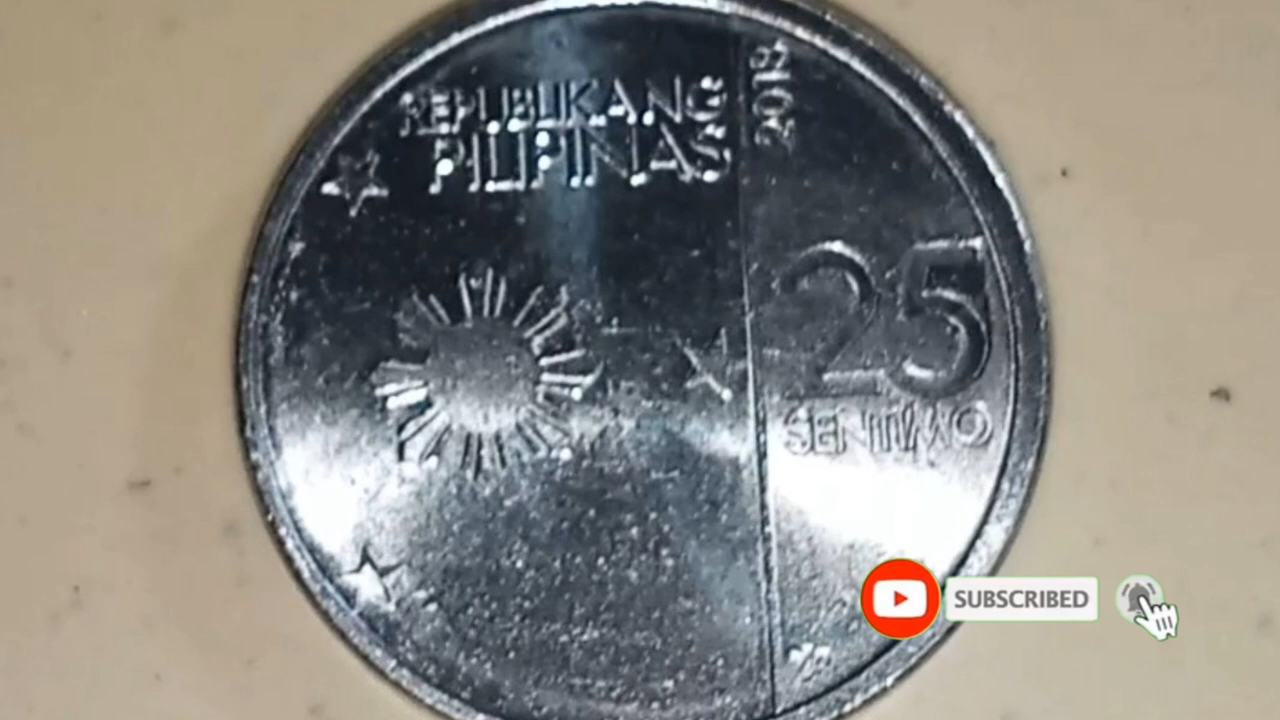 REPUBLIKANG
PILIPINAS
2018
25
SENTIMO
SUBSCRIBED